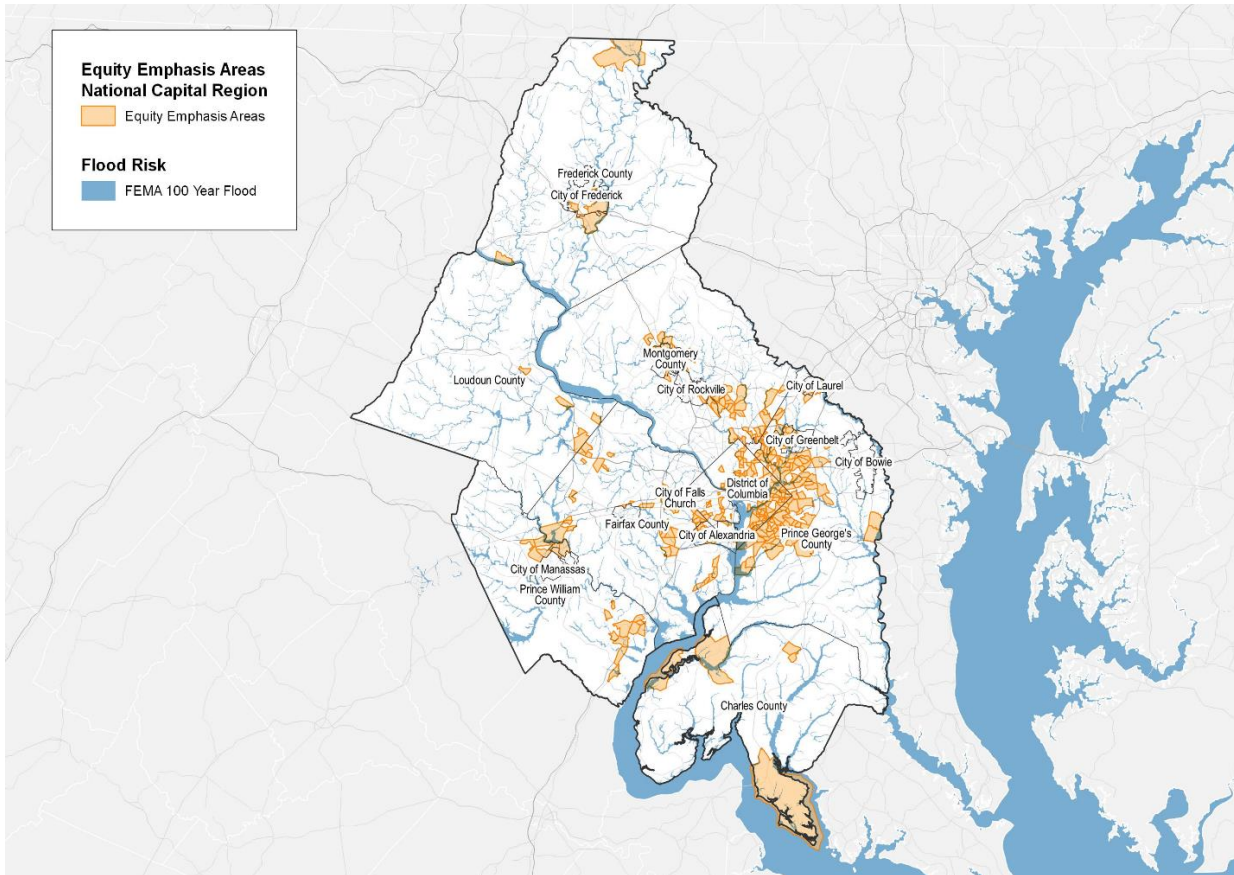 Equity Emphasis Areas
National Capital Region
Equity Emphasis Areas
Flood Risk
FEMA 100 Year Flood
Frederick County
City of Frederick
Montgomery
County
Loudoun County
City of Rockville
City of Laurel
City of Greenbelt
City of Bowie
District of
Columbia
City of Falls
Church
Fairfax County
City of Alexandria
Prince George's
County
City of Manassas
Prince William
County
Charles County